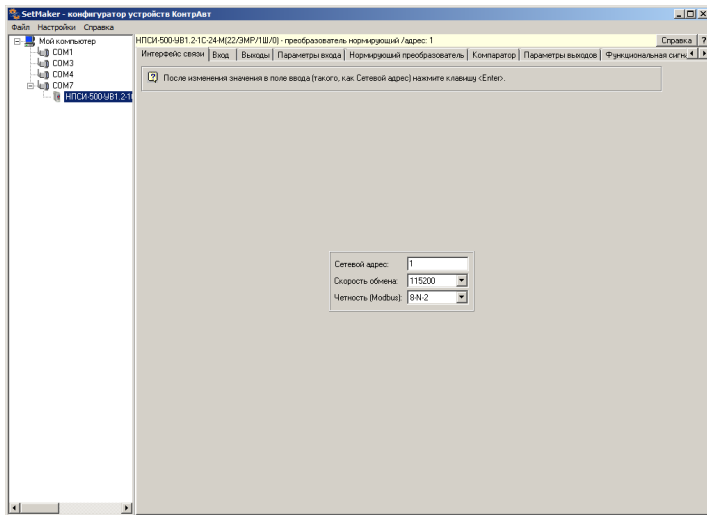 SetMaker - конфигуратор устройств КонтрАвт
Файл Настройки Справка
Мой компьютер
COM1
COM3
COM4
COM7
НПСИ-500-УВ1.2-1
НПСИ-500-УВ1.2-1С-24-М(22/ЭМР/1Ш/0) - преобразователь нормирующий /адрес: 1
Справка ?
Интерфейс связи Вход Выходы Параметры входа Нормирующий преобразователь Компаратор Параметры выходов Функциональная сигн
После изменения значения в поле ввода (такого, как Сетевой адрес) нажмите клавишу <Enter>.
Сетевой адрес: 1
Скорость обмена: 115200
Четность (Modbus): 8-N-2